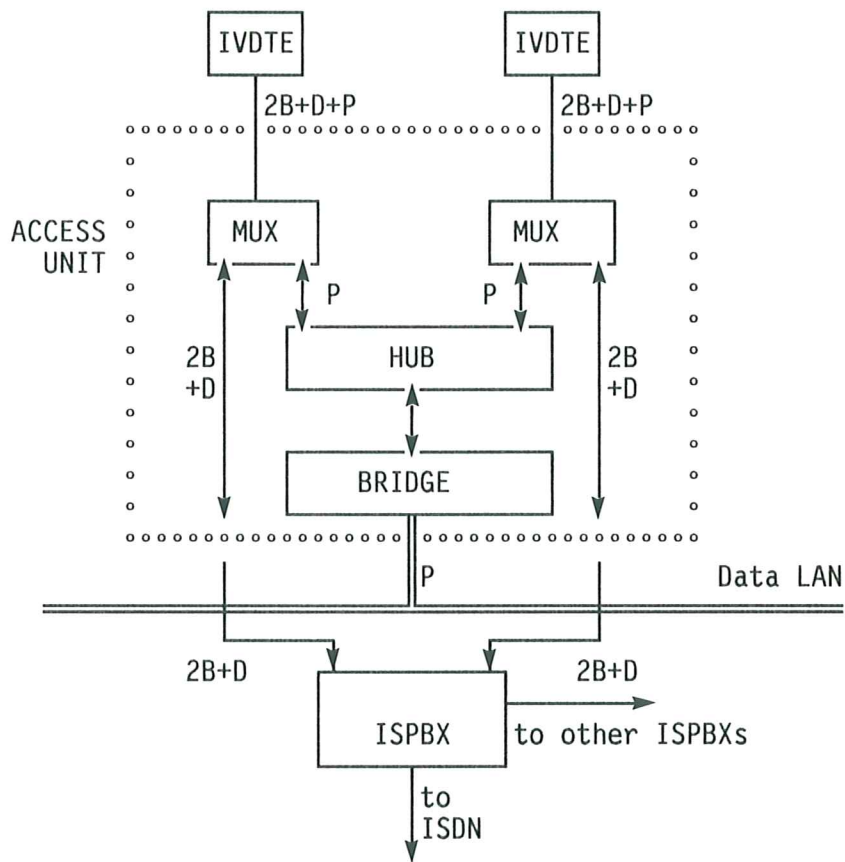 IVDTE
IVDTE
2B+D+P
2B+D+P
ACCESS
UNIT
MUX
MUX
P
P
2B
+D
HUB
2B
+D
BRIDGE
P
Data LAN
2B+D
2B+D
ISPBX
to other ISPBXs
to
ISDN